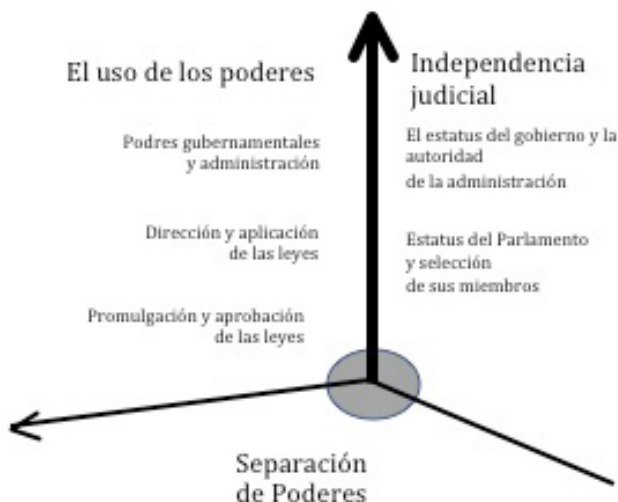 El uso de los poderes
Podres gubernamentales
y administración
Dirección y aplicación
de las leyes
Promulgación y aprobación
de las leyes
Independencia
judicial
El estatus del gobierno y la
autoridad
de la administración
Estatus del Parlamento
y selección
de sus miembros
Separación
de Poderes